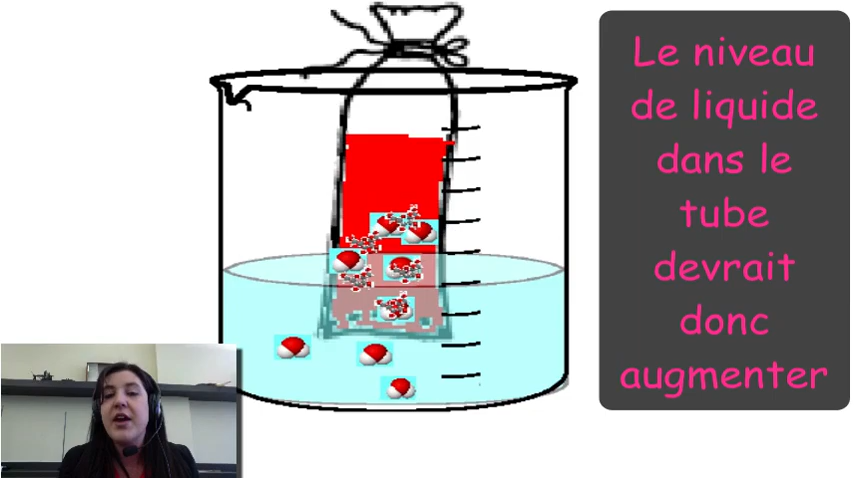 Le niveau
de liquide
dans le
tube
devrait
donc
augmenter